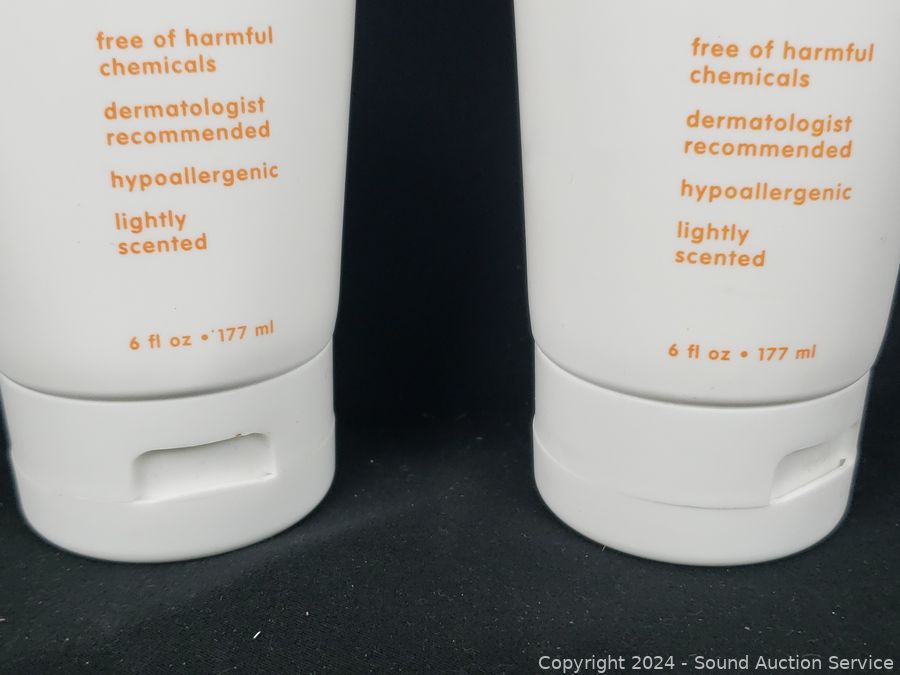 free of harmful
chemicals
dermatologist
recommended
hypoallergenic
lightly
scented
6 fl oz • 177 ml
free of harmful
chemicals
dermatologist
recommended
hypoallergenic
lightly
scented
6 fl oz • 177 ml
Copyright 2024 - Sound Auction Service